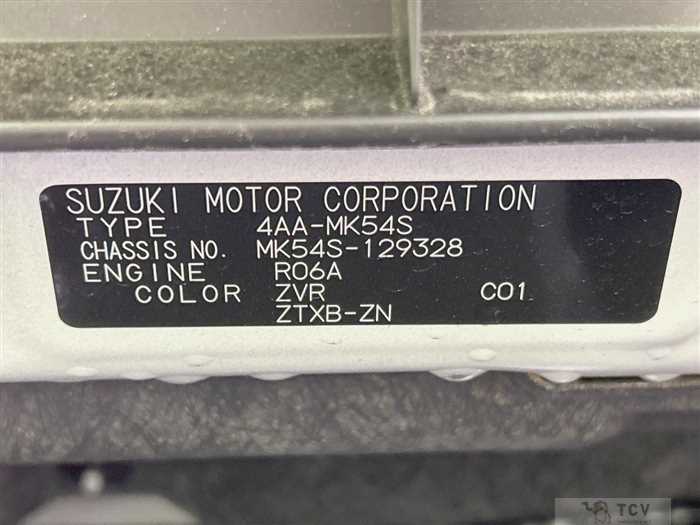 SUZUKI MOTOR CORPORATION
TYPE 4AA-MK54S
CHASSIS NO. MK54S-129328
ENGINE R06A
COLOR ZVR C01
ZTXB-ZN
TCV